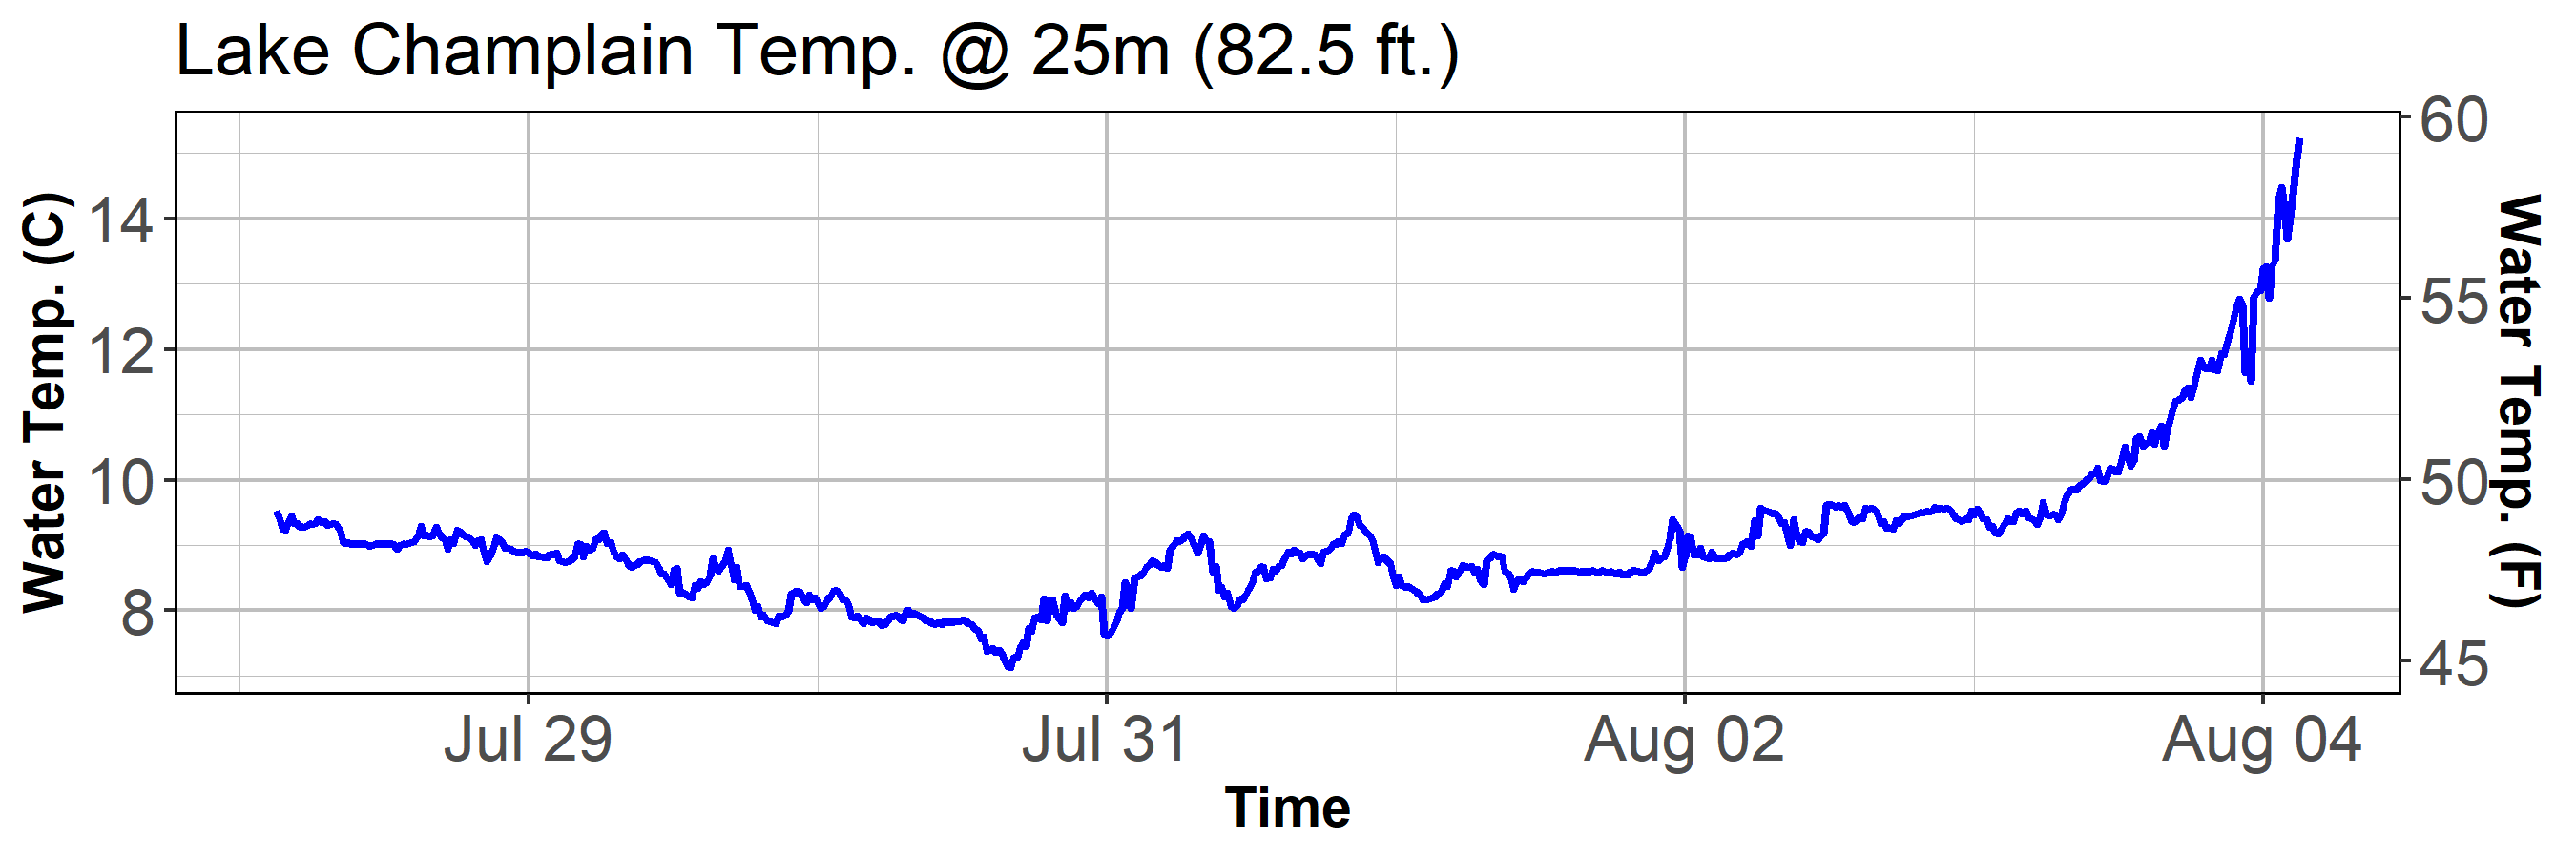 Lake Champlain Temp. @ 25m (82.5 ft.)
Water Temp. (C)
14
12
10
8
60
55
50
45
Water Temp. (F)
Jul 29
Jul 31
Aug 02
Aug 04
Time